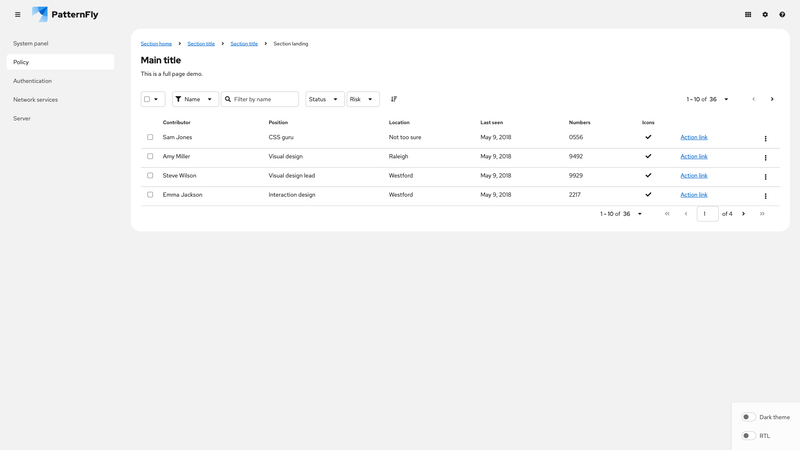 PatternFly
System panel
Policy
Authentication
Network services
Server
Section home Section title Section title Section landing
Main title
This is a full page demo.
Name Filter by name Status Risk 1 - 10 of 36
Contributor Position Location Last seen Numbers Icons
Sam Jones CSS guru Not too sure May 9, 2018 0556 Action link
Amy Miller Visual design Raleigh May 9, 2018 9492 Action link
Steve Wilson Visual design lead Westford May 9, 2018 9929 Action link
Emma Jackson Interaction design Westford May 9, 2018 2217 Action link
1 - 10 of 36 1 of 4
Dark theme
RTL